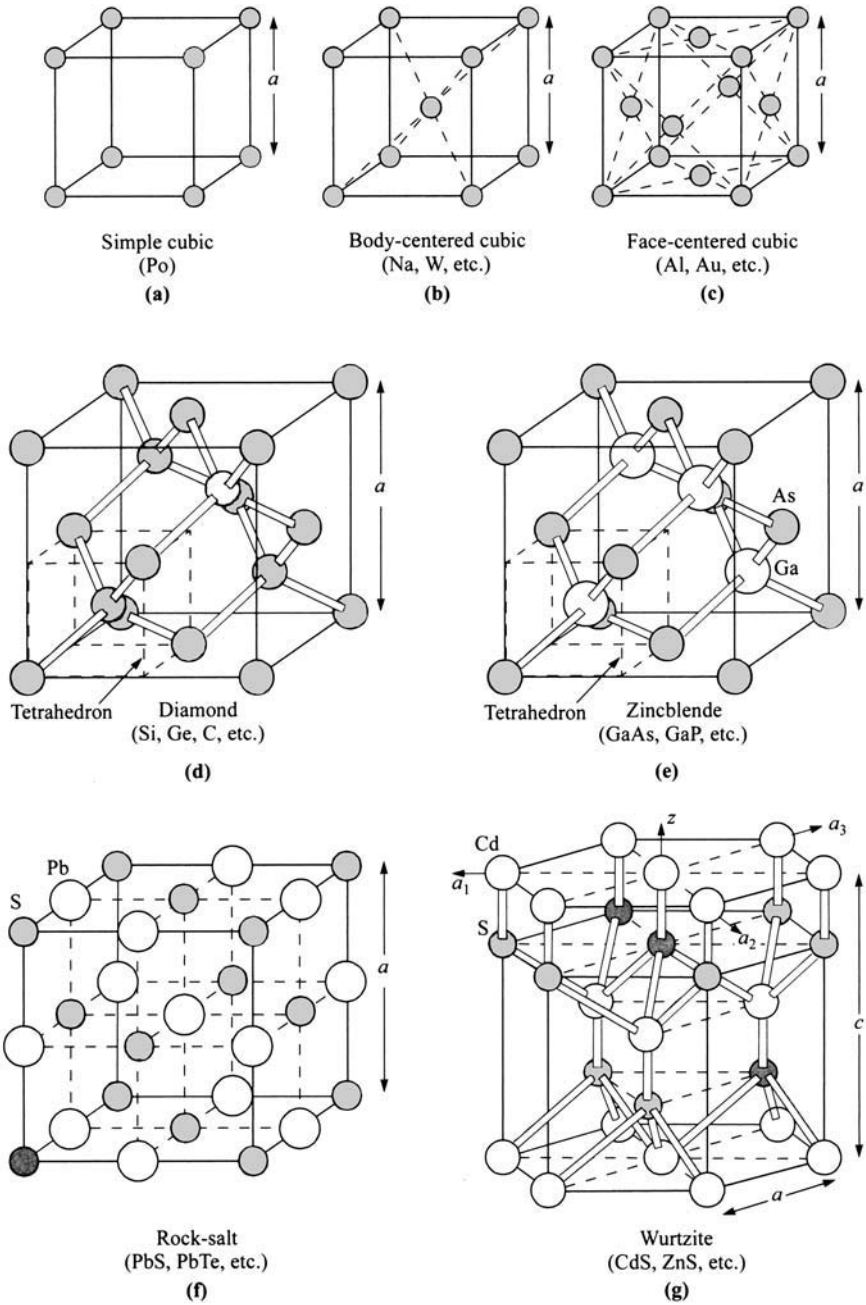 a
a
a
Simple cubic
(Po)
(a)
Body-centered cubic
(Na, W, etc.)
(b)
Face-centered cubic
(Al, Au, etc.)
(c)
a
Tetrahedron
Diamond
(Si, Ge, C, etc.)
(d)
a
As
Ga
Tetrahedron
Zincblende
(GaAs, GaP, etc.)
(e)
Pb
S
a
Rock-salt
(PbS, PbTe, etc.)
(f)
z
a3
Cd
a1
S
a2
c
a
Wurtzite
(CdS, ZnS, etc.)
(g)